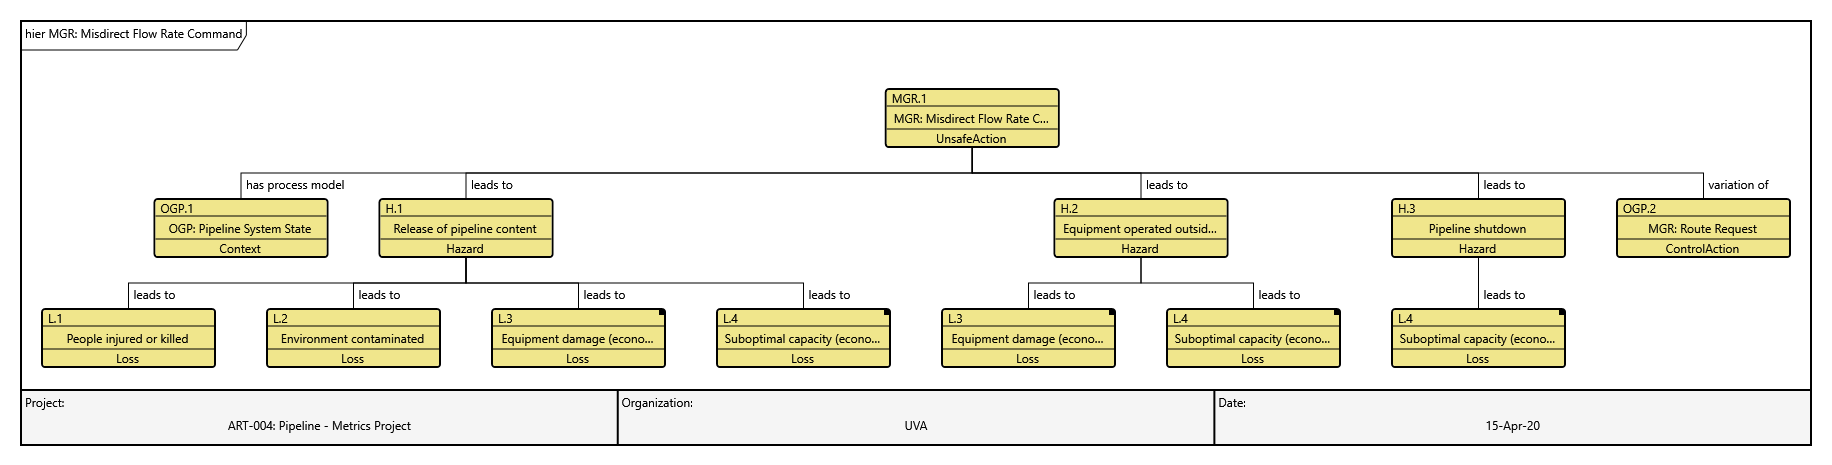 hier MGR: Misdirect Flow Rate Command
MGR.1
MGR: Misdirect Flow Rate C...
UnsafeAction
has process model
leads to
leads to
leads to
variation of
OGP.1
OGP: Pipeline System State
Context
H.1
Release of pipeline content
Hazard
H.2
Equipment operated outsid...
Hazard
H.3
Pipeline shutdown
Hazard
OGP.2
MGR: Route Request
ControlAction
leads to
leads to
leads to
leads to
leads to
leads to
leads to
L.1
People injured or killed
Loss
L.2
Environment contaminated
Loss
L.3
Equipment damage (econo...
Loss
L.4
Suboptimal capacity (econo...
Loss
L.3
Equipment damage (econo...
Loss
L.4
Suboptimal capacity (econo...
Loss
L.4
Suboptimal capacity (econo...
Loss
Project:
ART-004: Pipeline - Metrics Project
Organization:
UVA
Date:
15-Apr-20